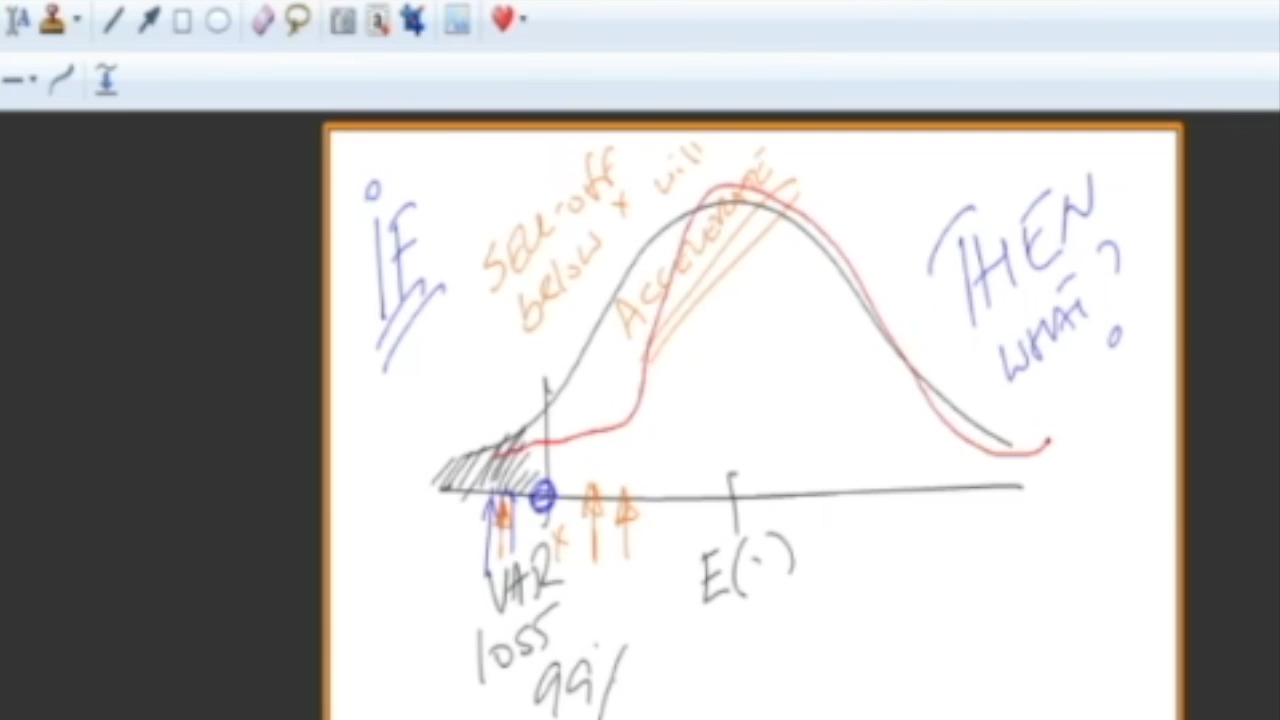 IF
SELL-off
below x will
Accelerate
THEN
WHAT?
x
VAR
loss
99%
E(·)